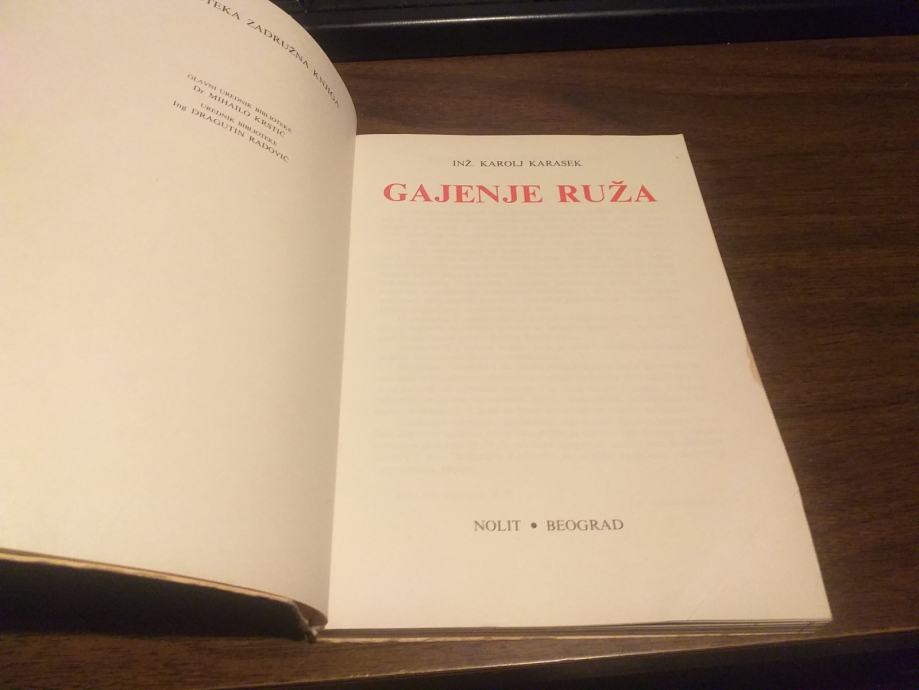 ZADRUŽNA KNJIGA
GLAVNI UREDNIK BIBLIOTEKE
Dr MIHAILO KRSTIĆ
UREDNIK BIBLIOTEKE
Ing DRAGUTIN RADOVIĆ
INŽ. KAROLJ KARASEK
GAJENJE RUŽA
NOLIT • BEOGRAD